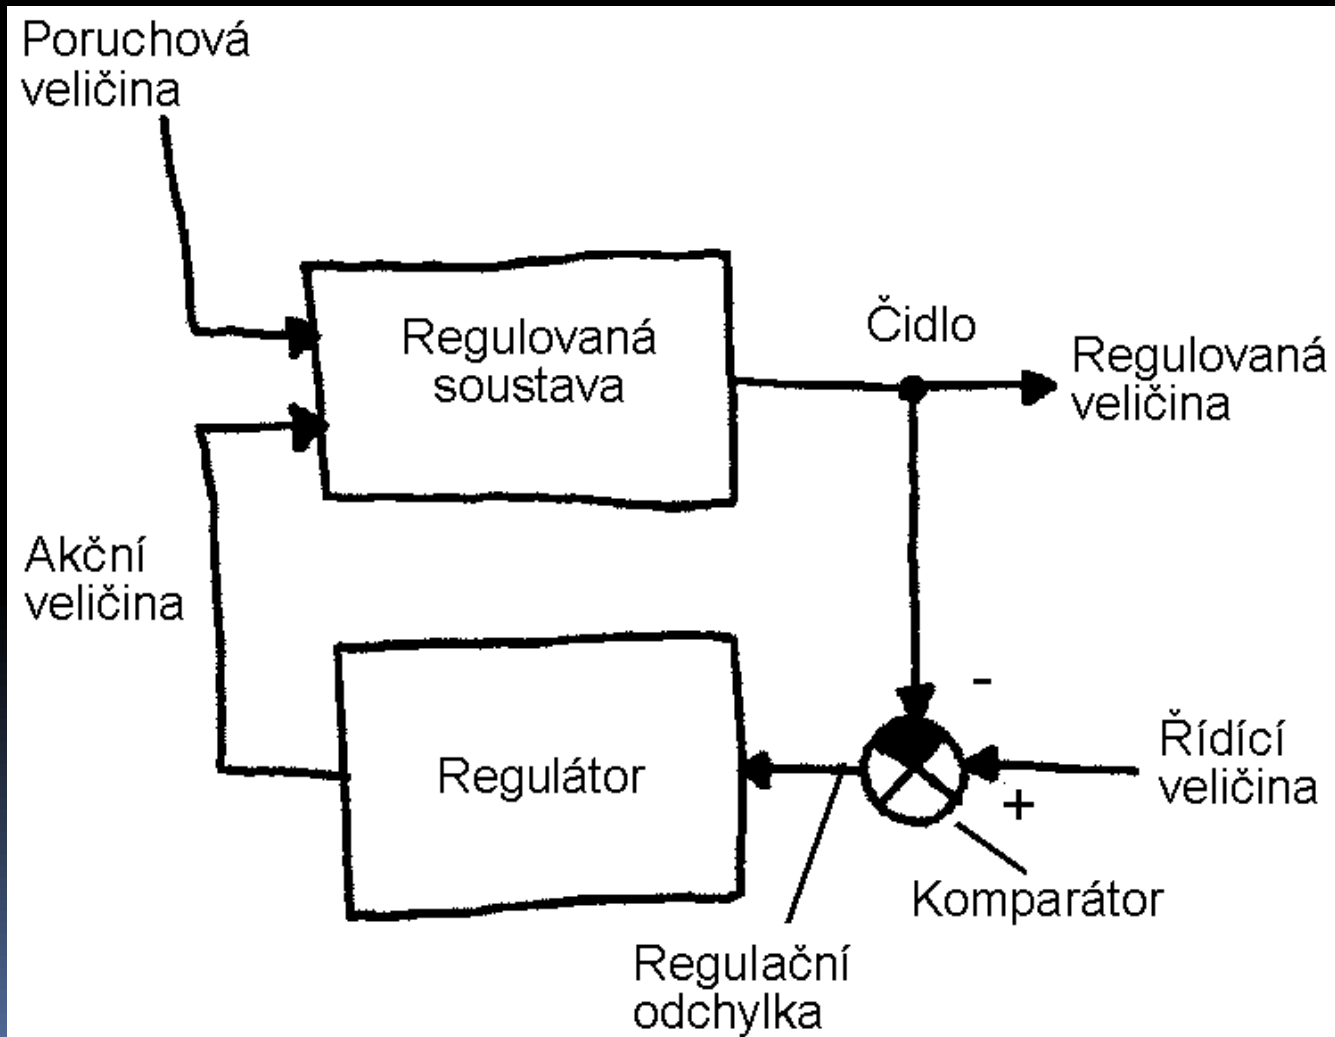 Poruchová
veličina
Regulovaná
soustava
Čidlo
Regulovaná
veličina
Akční
veličina
-
Regulátor
Řídící
veličina
+
Komparátor
Regulační
odchylka